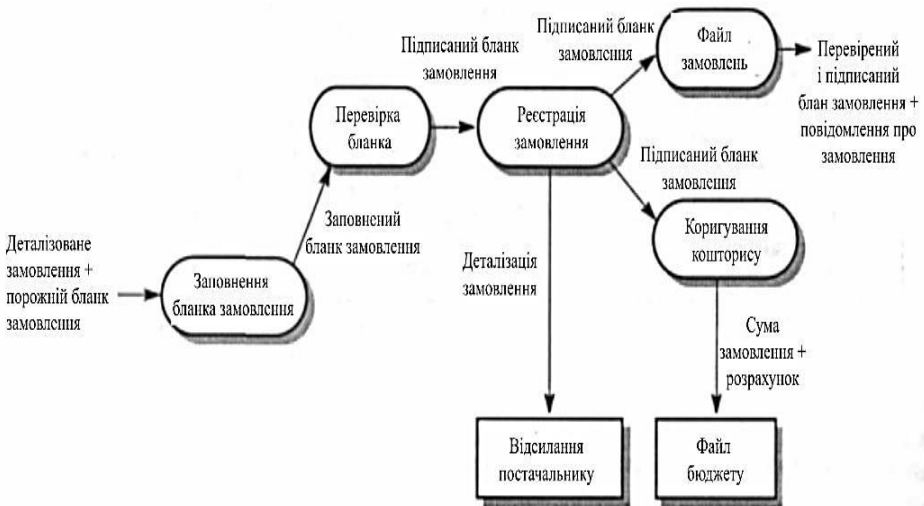 Підписаний бланк
замовлення
Підписаний бланк
замовлення
Файл
замовлень
Перевірений
і підписаний
блан замовлення +
повідомлення про
замовлення
Перевірка
бланка
Реєстрація
замовлення
Підписаний бланк
замовлення
Заповнений
бланк замовлення
Деталізоване
замовлення +
порожній бланк
замовлення
Заповнення
бланка замовлення
Деталізація
замовлення
Коригування
кошторису
Сума
замовлення +
розрахунок
Відсилання
постачальнику
Файл
бюджету